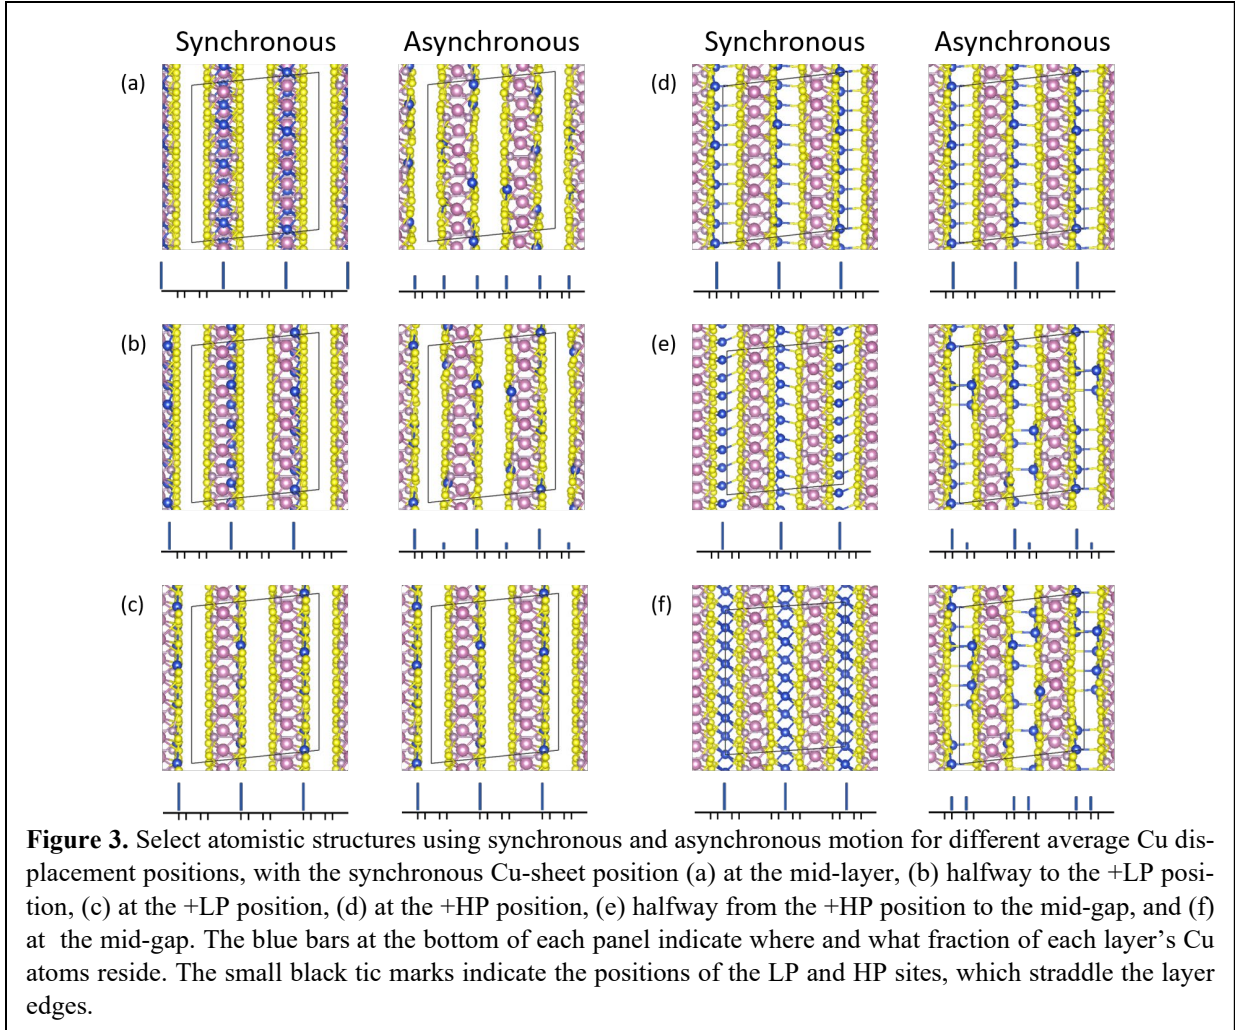 Synchronous Asynchronous Synchronous Asynchronous
(a) (d)
(b) (e)
(c) (f)
Figure 3. Select atomistic structures using synchronous and asynchronous motion for different average Cu dis-
placement positions, with the synchronous Cu-sheet position (a) at the mid-layer, (b) halfway to the +LP posi-
tion, (c) at the +LP position, (d) at the +HP position, (e) halfway from the +HP position to the mid-gap, and (f)
at the mid-gap. The blue bars at the bottom of each panel indicate where and what fraction of each layer's Cu
atoms reside. The small black tic marks indicate the positions of the LP and HP sites, which straddle the layer
edges.